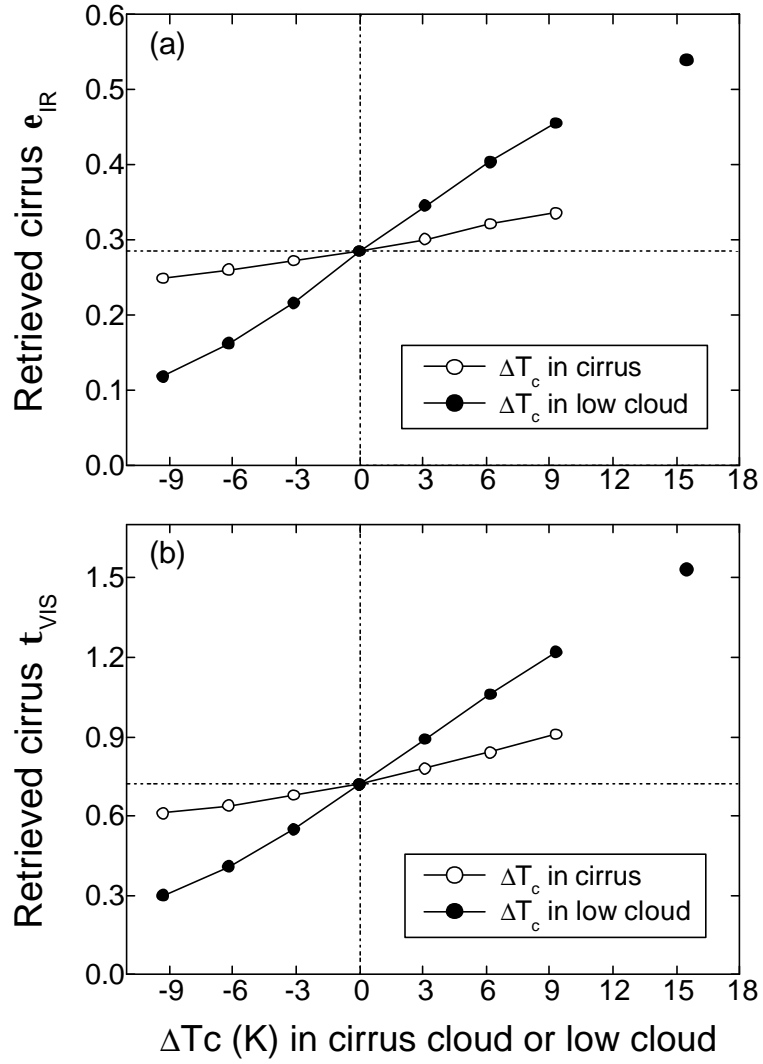 (a)
0.6
0.5
0.4
0.3
0.2
0.1
0.0
Retrieved cirrus e_IR
ΔT_c in cirrus
ΔT_c in low cloud
-9 -6 -3 0 3 6 9 12 15 18
(b)
1.5
1.2
0.9
0.6
0.3
0.0
Retrieved cirrus t_VIS
ΔT_c in cirrus
ΔT_c in low cloud
-9 -6 -3 0 3 6 9 12 15 18
ΔTc (K) in cirrus cloud or low cloud